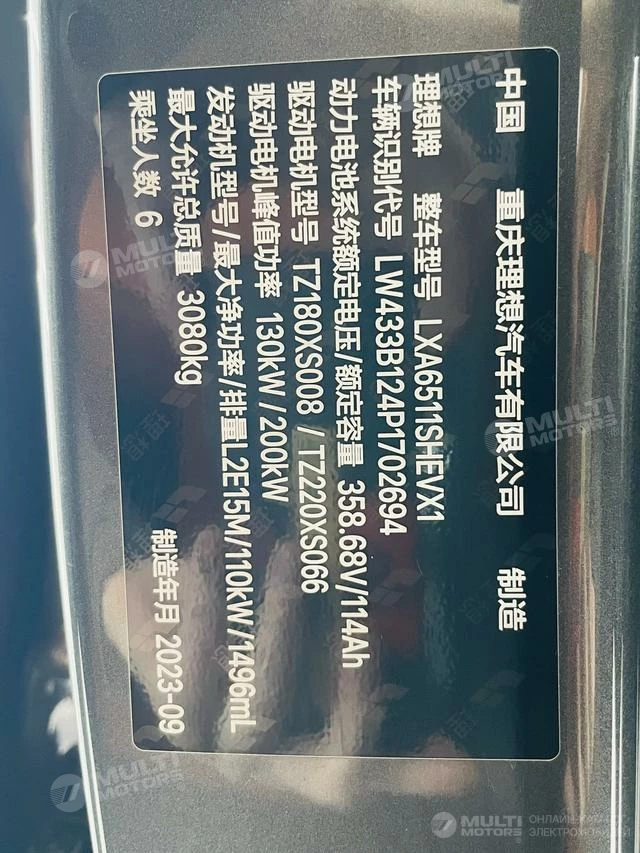 中国 重庆理想汽车有限公司 制造
理想牌 整车型号 LXA6511SHEVX1
车辆识别代号 LW433B124P1702694
动力电池系统额定电压/额定容量 358.68V/114Ah
驱动电机型号 TZ180XS008 / TZ220XS066
驱动电机峰值功率 130kW / 200kW
发动机型号/最大净功率/排量L2E15M/110kW/1496mL
最大允许总质量 3080kg
乘坐人数 6 制造年月 2023-09
MULTI MOTORS
ОНЛАЙН-КАТАЛОГ
ЭЛЕКТРОМОБИЛЕЙ